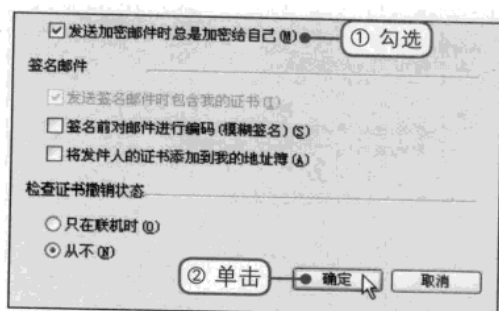 发送加密邮件时总是加密给自己(M) ① 勾选
签名邮件
发送签名邮件时包含我的证书(I)
签名前对邮件进行编码(模糊签名)(S)
将发件人的证书添加到我的地址簿(A)
检查证书撤销状态
只在联机时(O)
从不(N)
② 单击 确定 取消